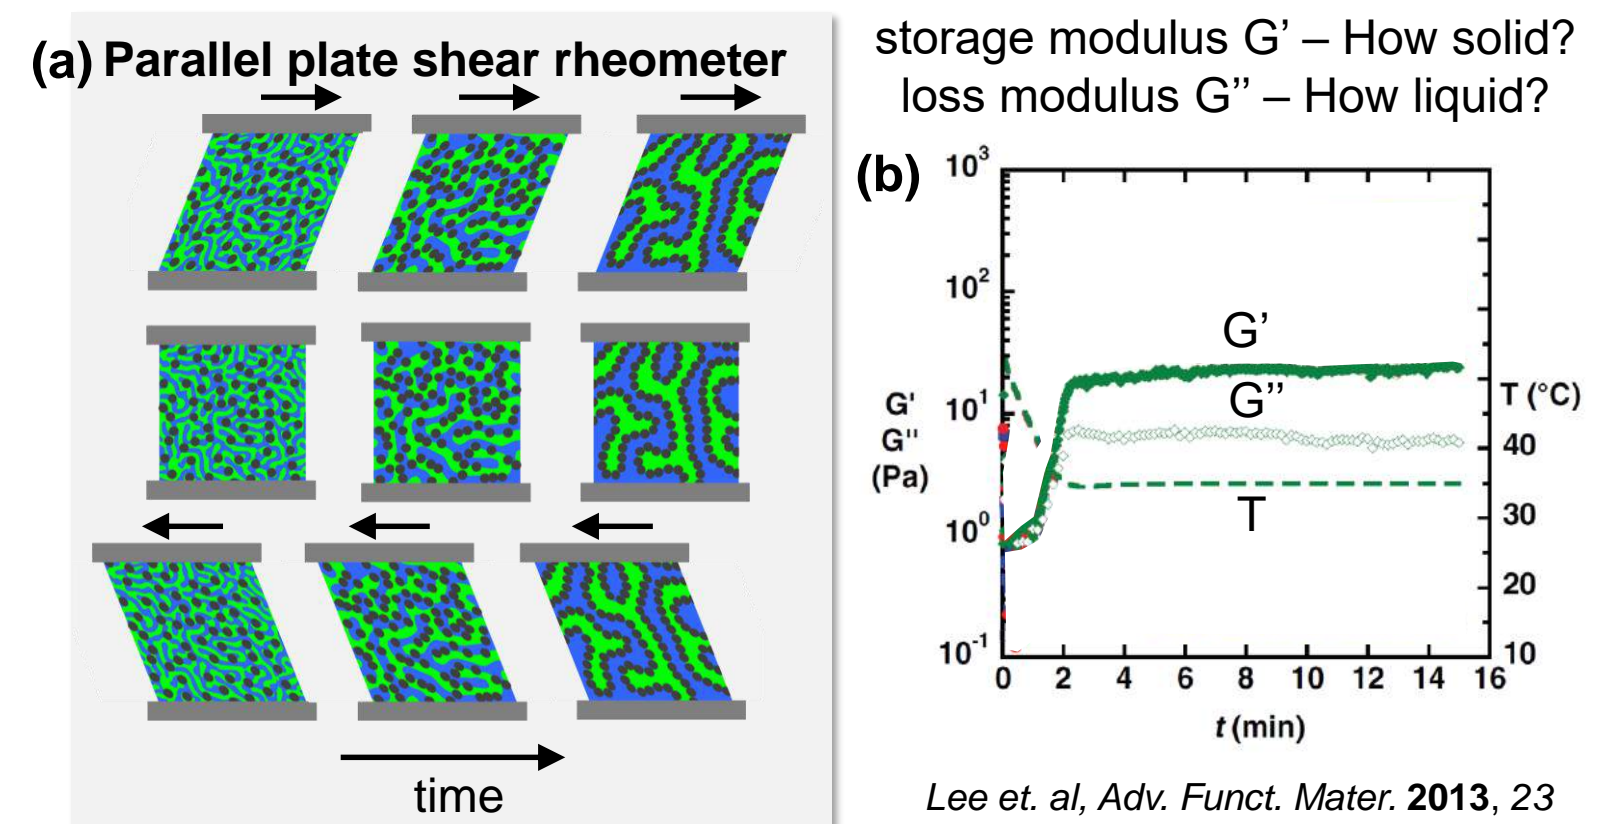 (a) Parallel plate shear rheometer
time
storage modulus G’ – How solid?
loss modulus G’’ – How liquid?
(b)
10³
10²
10¹
10⁰
10⁻¹
G'
G''
(Pa)
G’
G’’
T
T (°C)
40
30
20
10
0 2 4 6 8 10 12 14 16
t (min)
Lee et. al, Adv. Funct. Mater. 2013, 23